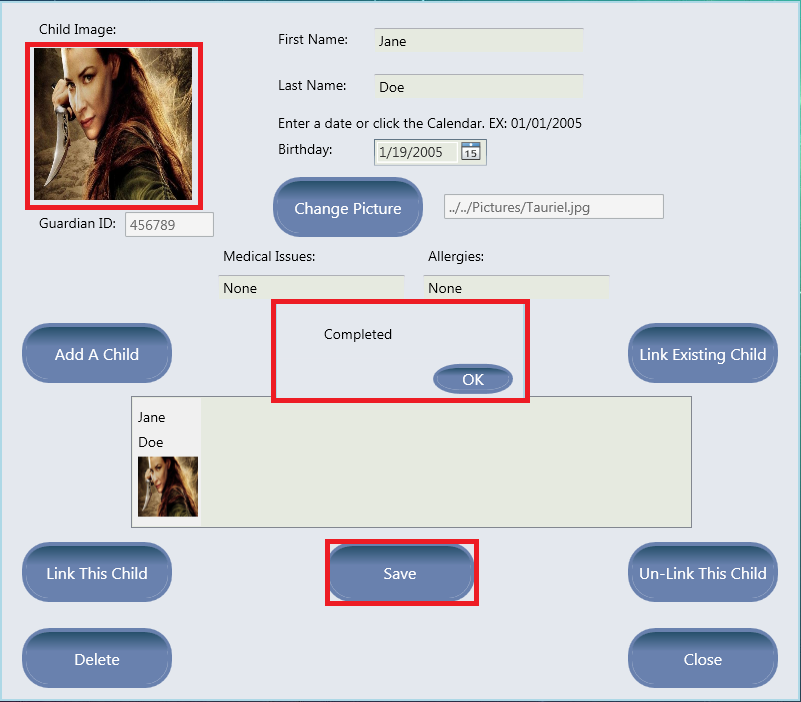 Child Image:
First Name: Jane
Last Name: Doe
Enter a date or click the Calendar. EX: 01/01/2005
Birthday: 1/19/2005 15
Guardian ID: 456789
Change Picture ../../Pictures/Tauriel.jpg
Medical Issues: Allergies:
None None
Completed
Add A Child Link Existing Child
OK
Jane
Doe
Link This Child Save Un-Link This Child
Delete Close